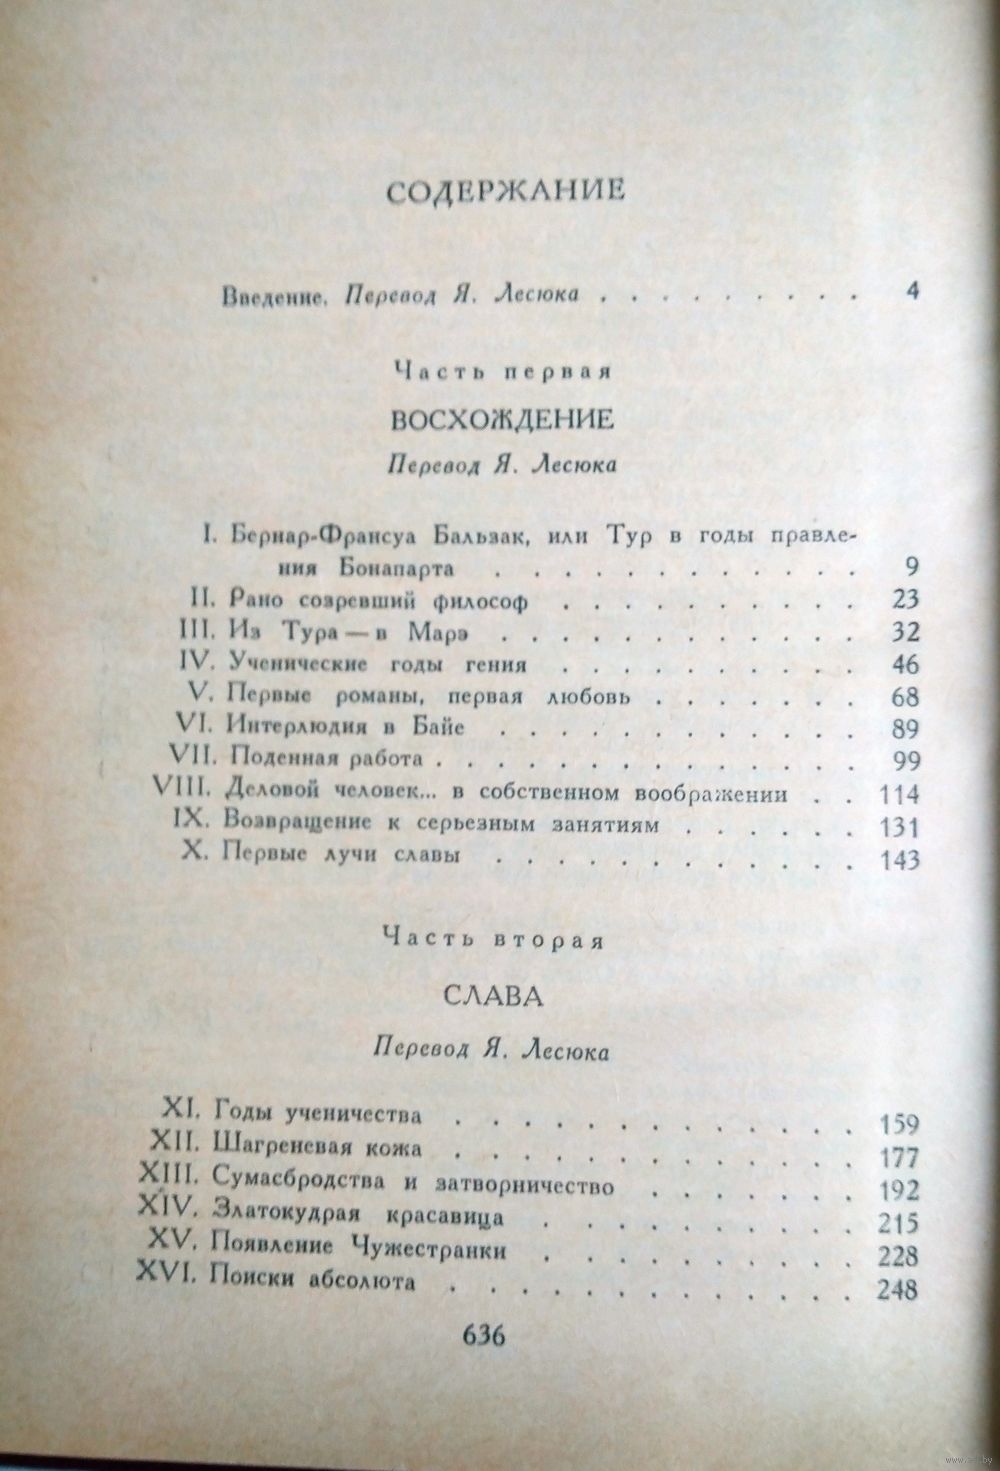 СОДЕРЖАНИЕ
Введение. Перевод Я. Лесюка . . . . . . . . . 4
Часть первая
ВОСХОЖДЕНИЕ
Перевод Я. Лесюка
I. Бернар-Франсуа Бальзак, или Тур в годы правле-
ния Бонапарта . . . . . . . . . . . . 9
II. Рано созревший философ . . . . . . . . . . 23
III. Из Тура — в Марэ . . . . . . . . . . . . 32
IV. Ученические годы гения . . . . . . . . . . 46
V. Первые романы, первая любовь . . . . . . . 68
VI. Интерлюдия в Байе . . . . . . . . . . . . 89
VII. Поденная работа . . . . . . . . . . . . . . 99
VIII. Деловой человек... в собственном воображении . . 114
IX. Возвращение к серьезным занятиям . . . . . . 131
X. Первые лучи славы . . . . . . . . . . . . 143
Часть вторая
СЛАВА
Перевод Я. Лесюка
XI. Годы ученичества . . . . . . . . . . . . . 159
XII. Шагреневая кожа . . . . . . . . . . . . . 177
XIII. Сумасбродства и затворничество . . . . . . . 192
XIV. Златокудрая красавица . . . . . . . . . . 215
XV. Появление Чужестранки . . . . . . . . . . 228
XVI. Поиски абсолюта . . . . . . . . . . . . . 248
636